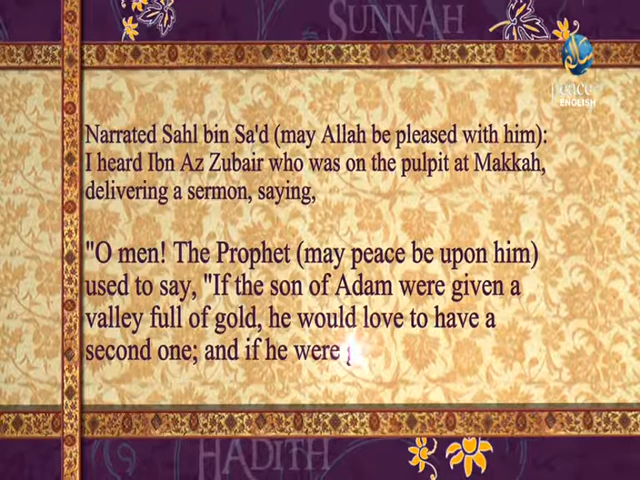 SUNNAH
peace
ENGLISH
Narrated Sahl bin Sa'd (may Allah be pleased with him):
I heard Ibn Az Zubair who was on the pulpit at Makkah,
delivering a sermon, saying,
"O men! The Prophet (may peace be upon him)
used to say, "If the son of Adam were given a
valley full of gold, he would love to have a
second one; and if he were
HADITH